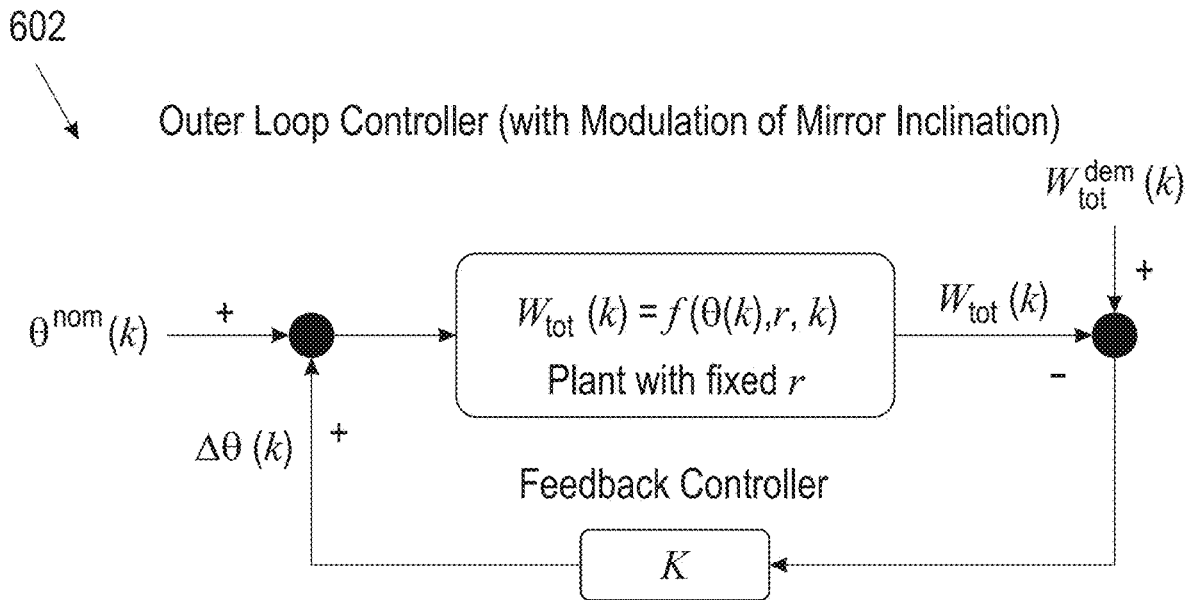 602
Outer Loop Controller (with Modulation of Mirror Inclination)
W_tot^dem (k)
+
θ^nom (k)
+
W_tot (k) = f(θ(k),r, k)
Plant with fixed r
W_tot (k)
–
Δθ (k)
+
Feedback Controller
K